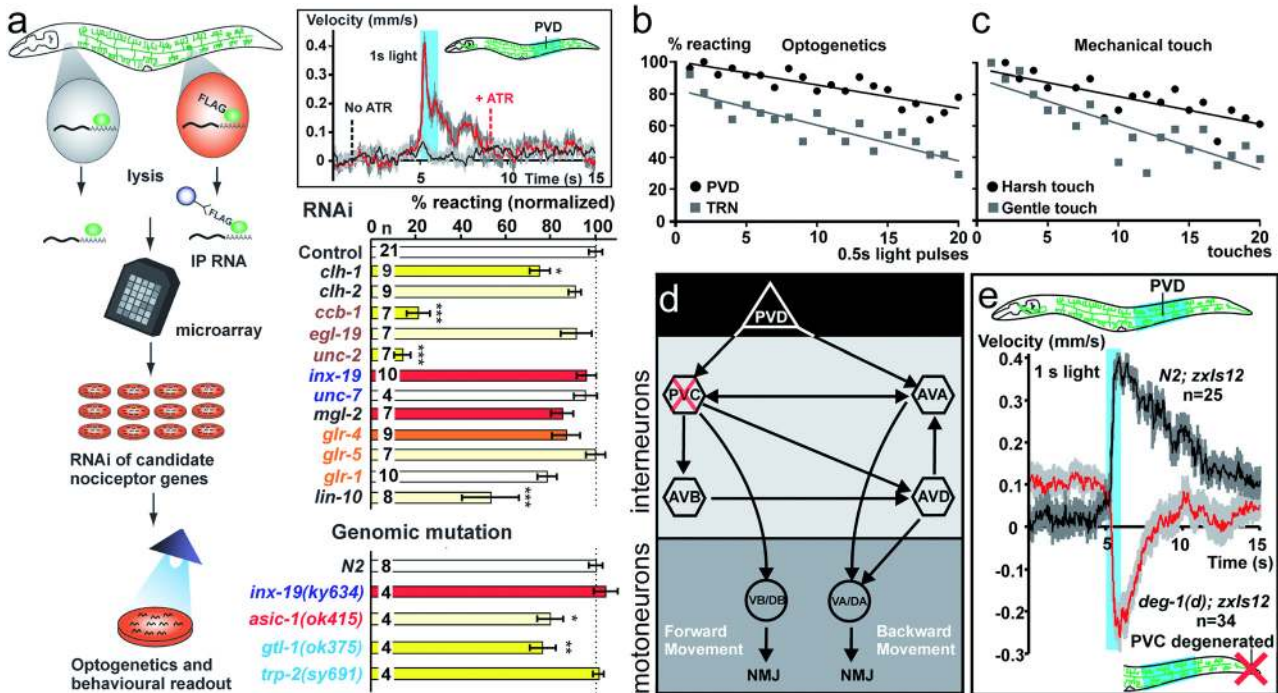 a
FLAG
lysis
FLAG
IP RNA
microarray
RNAi of candidate
nociceptor genes
Optogenetics and
behavioural readout
Velocity (mm/s)
PVD
1s light
0.4
0.3
0.2
0.1
0
No ATR
+ ATR
5
10
15
Time (s)
RNAi
% reacting (normalized)
0 n 20 40 60 80 100
Control 21
clh-1 9 *
clh-2 9
ccb-1 7 ***
egl-19 7
unc-2 7 ***
inx-19 10
unc-7 4
mgl-2 7
glr-4 9
glr-5 7
glr-1 10
lin-10 8 ***
Genomic mutation
N2 8
inx-19(ky634) 4
asic-1(ok415) 4 *
gtl-1(ok375) 4 **
trp-2(sy691) 4
b
% reacting
Optogenetics
100
80
60
40
20
0
PVD
TRN
0 5 10 15 20
0.5s light pulses
c
Mechanical touch
Harsh touch
Gentle touch
0 5 10 15 20
touches
d
PVD
interneurons
PVC
AVA
AVB
AVD
motoneurons
VB/DB
VA/DA
Forward
Movement
Backward
Movement
NMJ
NMJ
e
PVD
Velocity (mm/s)
1 s light
0.4
0.3
0.2
0.1
0
-0.1
-0.2
-0.3
N2; zxIs12
n=25
5
10
15
Time (s)
deg-1(d); zxIs12
n=34
PVC degenerated